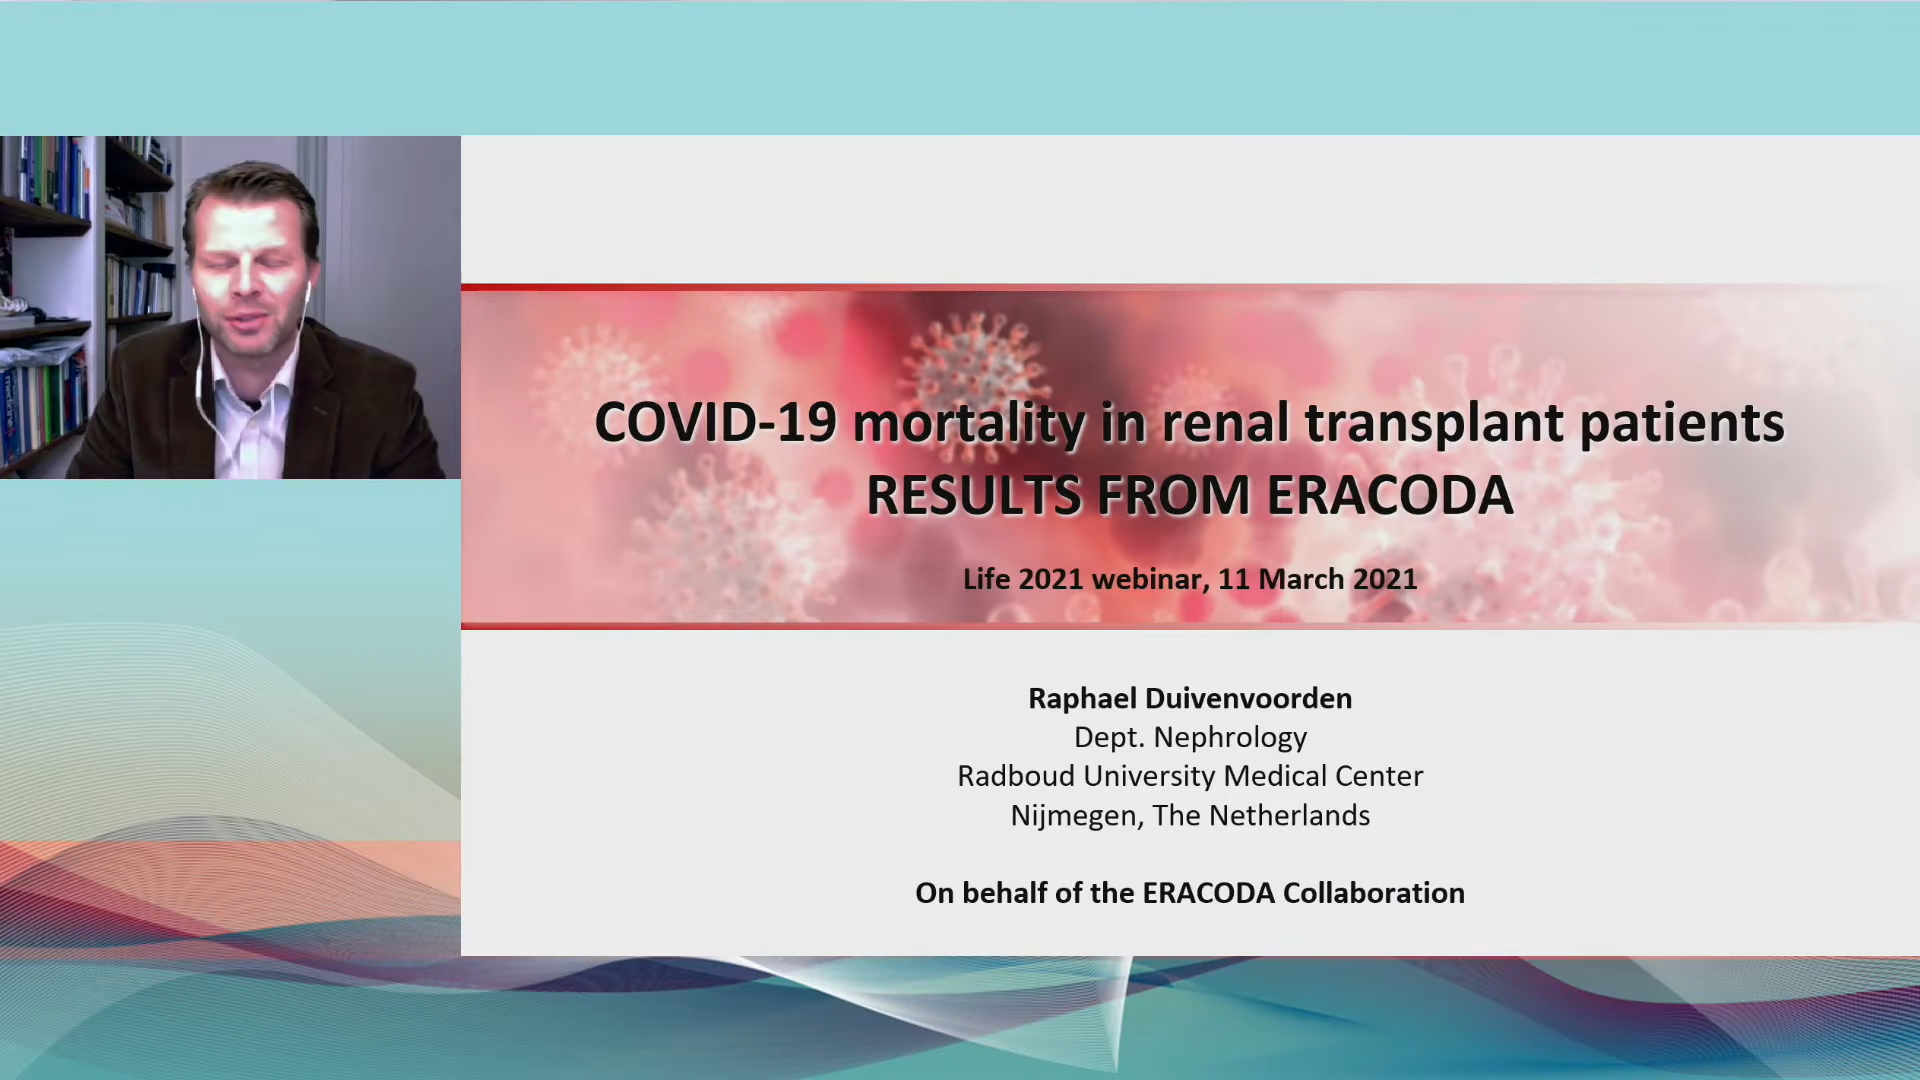 COVID-19 mortality in renal transplant patients
RESULTS FROM ERACODA
Life 2021 webinar, 11 March 2021
Raphael Duivenvoorden
Dept. Nephrology
Radboud University Medical Center
Nijmegen, The Netherlands
On behalf of the ERACODA Collaboration